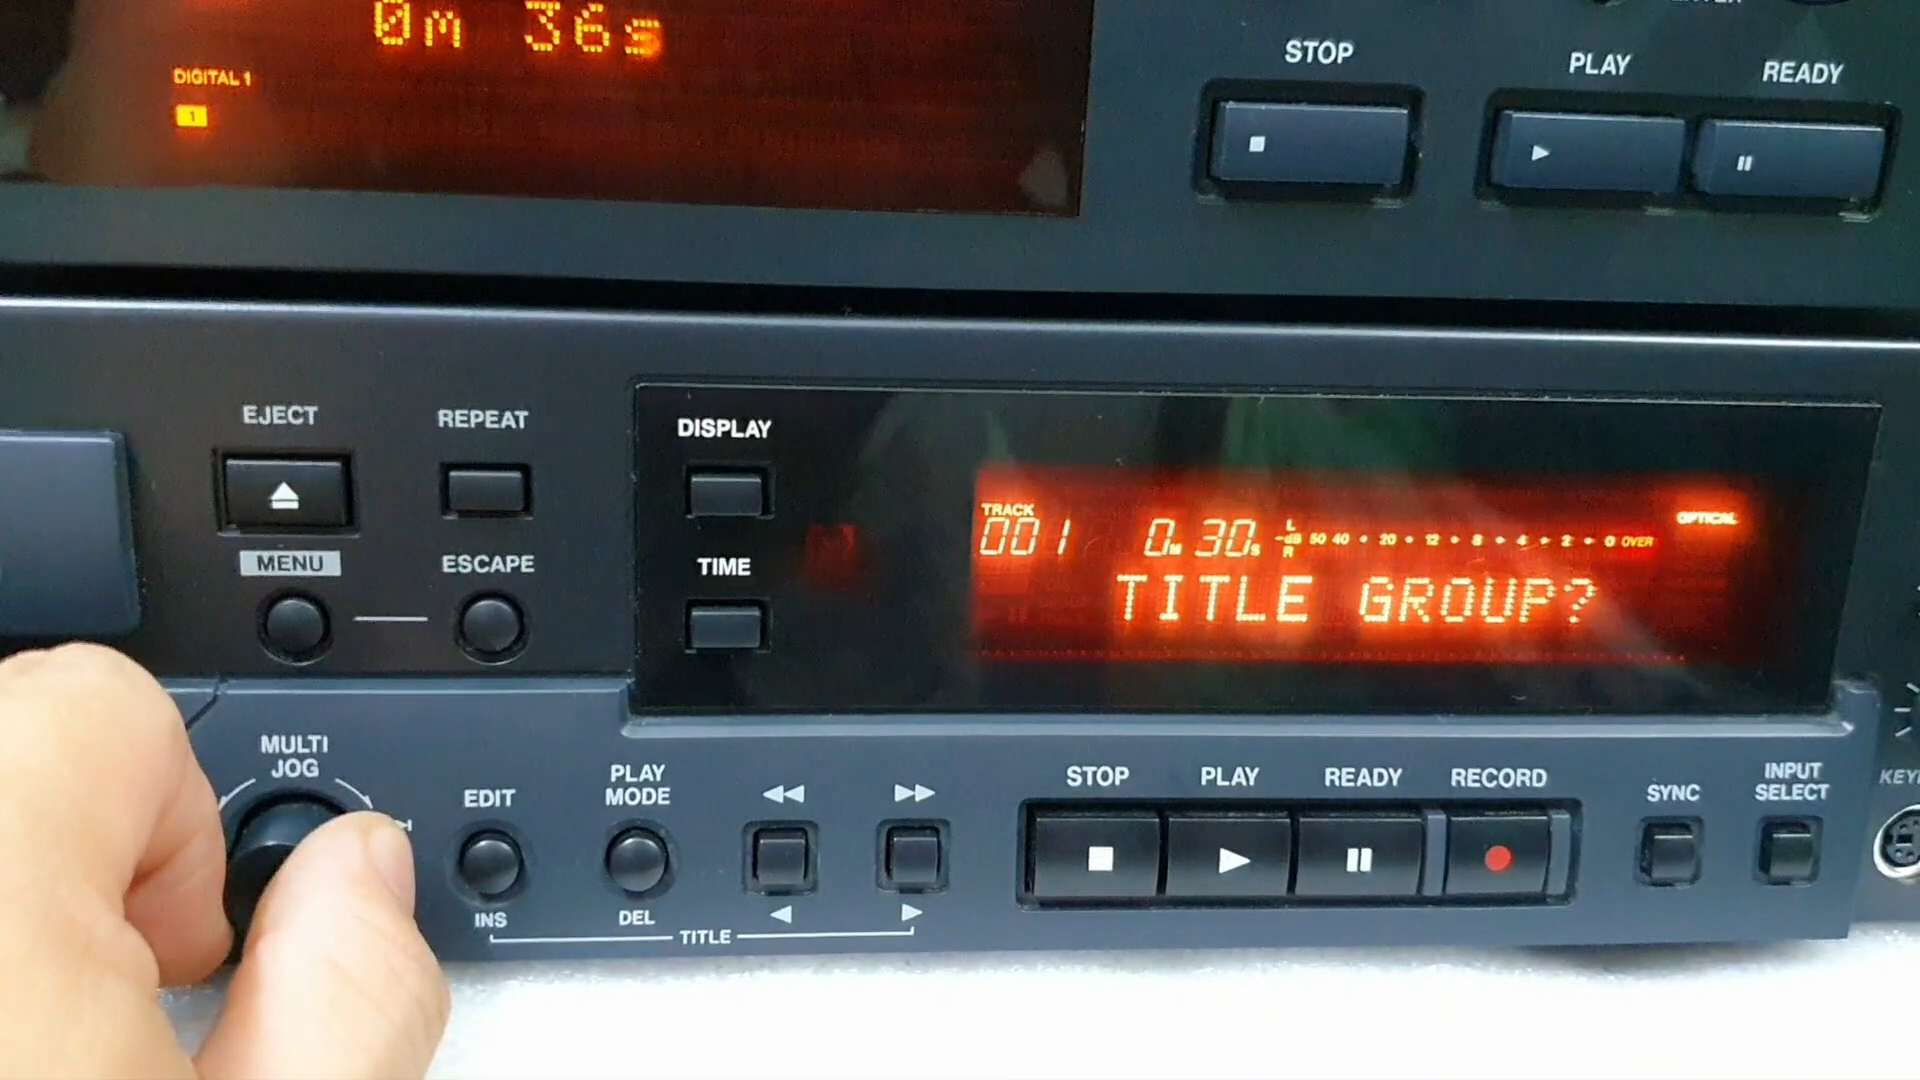 0m 36s
DIGITAL 1
1
STOP
PLAY
READY
EJECT
REPEAT
DISPLAY
MENU
ESCAPE
TIME
TRACK
001 0M 30S
L
-dB 50 40 • 20 • 12 • 8 • 4 • 2 • 0 OVER
R
OPTICAL
TITLE GROUP?
MULTI
JOG
EDIT
PLAY
MODE
INS
DEL
TITLE
STOP
PLAY
READY
RECORD
SYNC
INPUT
SELECT